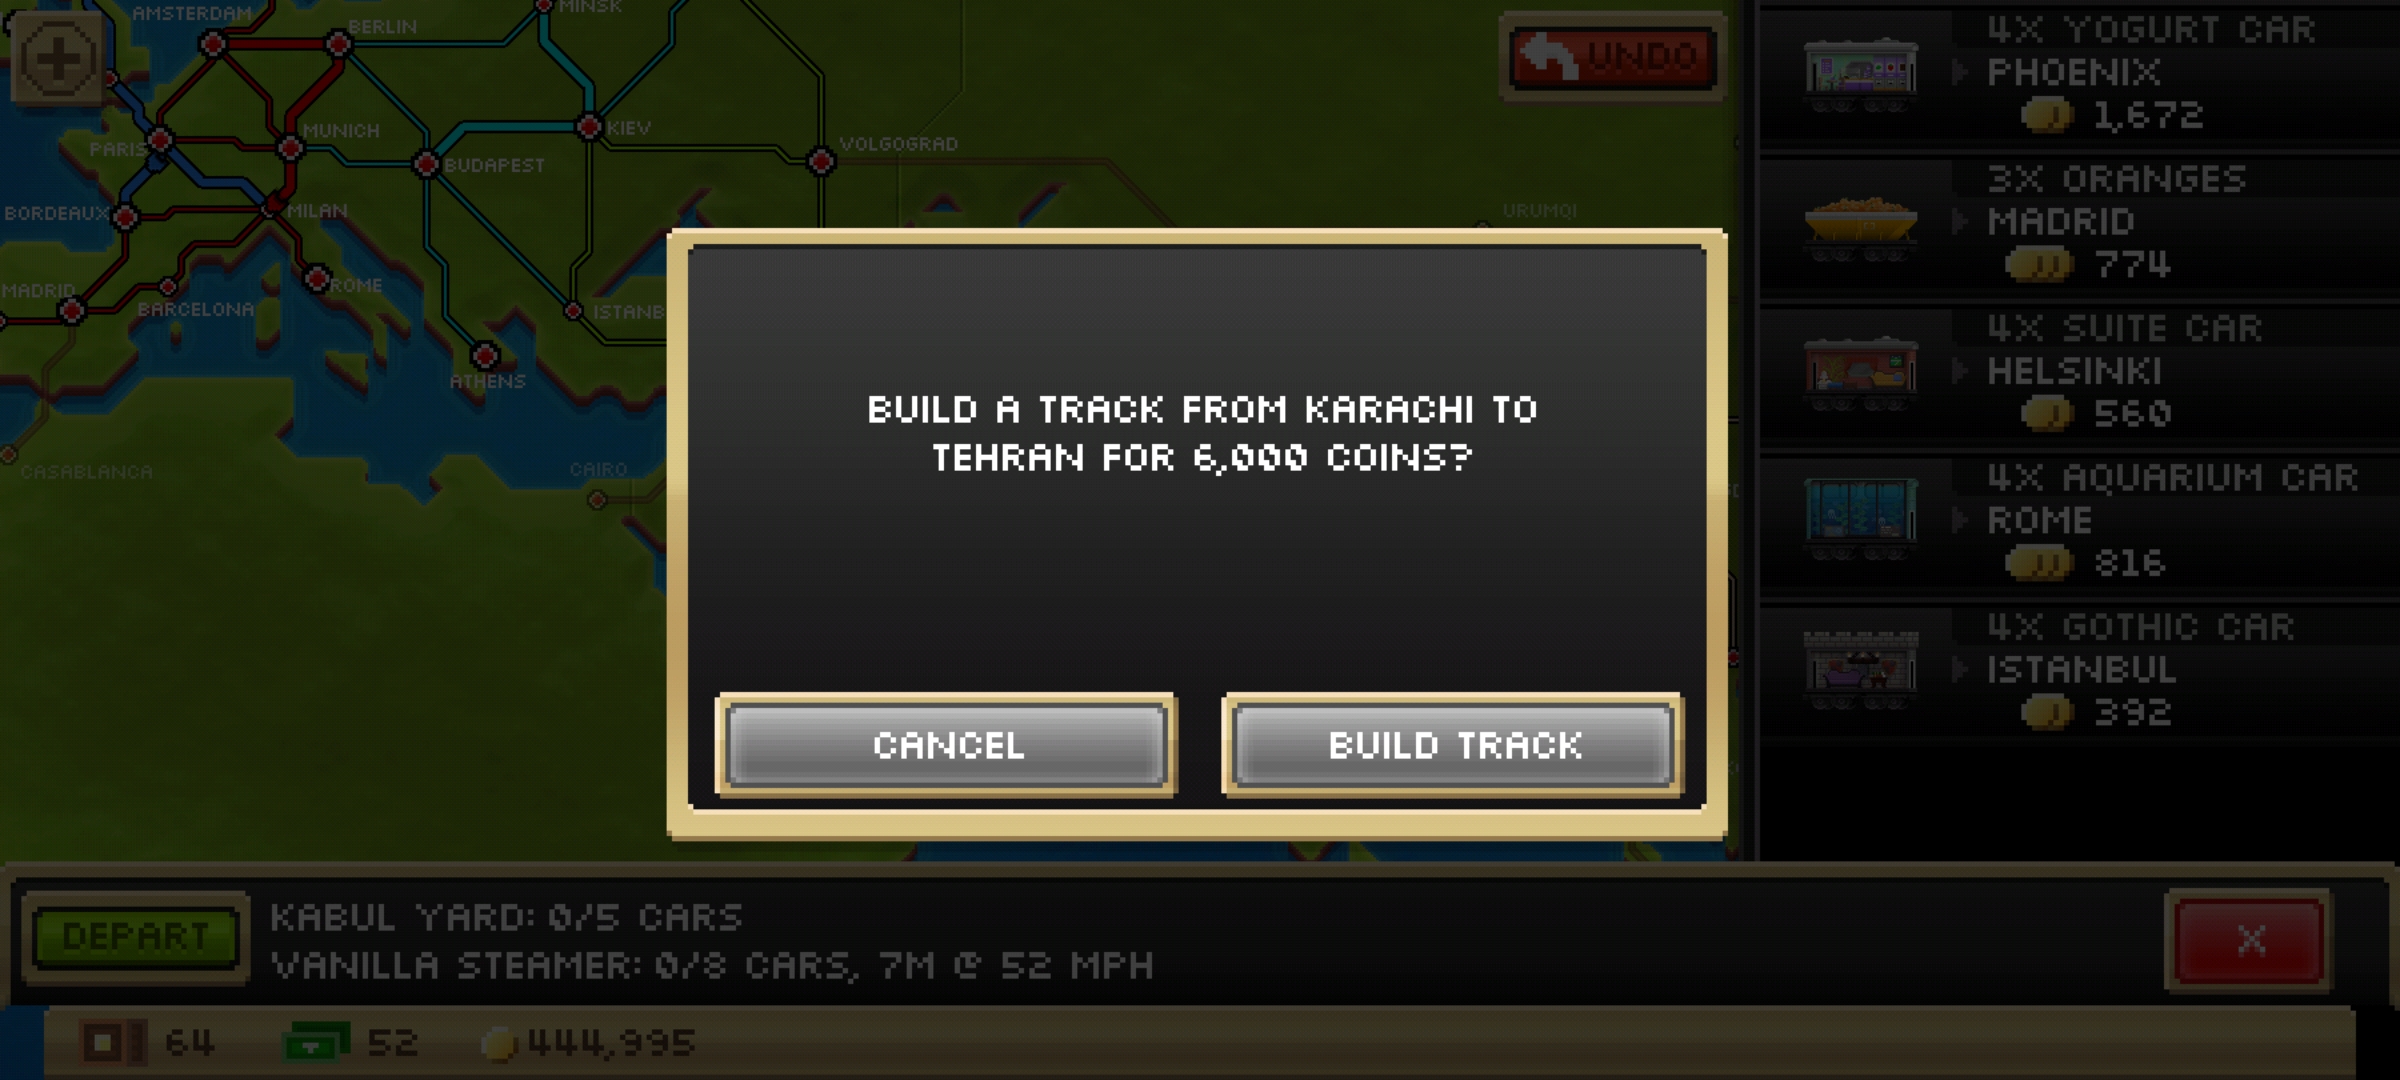 AMSTERDAM
BERLIN
MINSK
UNDO
PARIS
MUNICH
BUDAPEST
KIEV
VOLGOGRAD
BORDEAUX
MILAN
URUMQI
MADRID
BARCELONA
ROME
ISTANB
ATHENS
CASABLANCA
CAIRO
BUILD A TRACK FROM KARACHI TO
TEHRAN FOR 6,000 COINS?
CANCEL
BUILD TRACK
4X YOGURT CAR
PHOENIX
1,672
3X ORANGES
MADRID
774
4X SUITE CAR
HELSINKI
560
4X AQUARIUM CAR
ROME
816
4X GOTHIC CAR
ISTANBUL
392
DEPART
KABUL YARD: 0/5 CARS
VANILLA STEAMER: 0/8 CARS, 7M @ 52 MPH
X
64
52
444,995